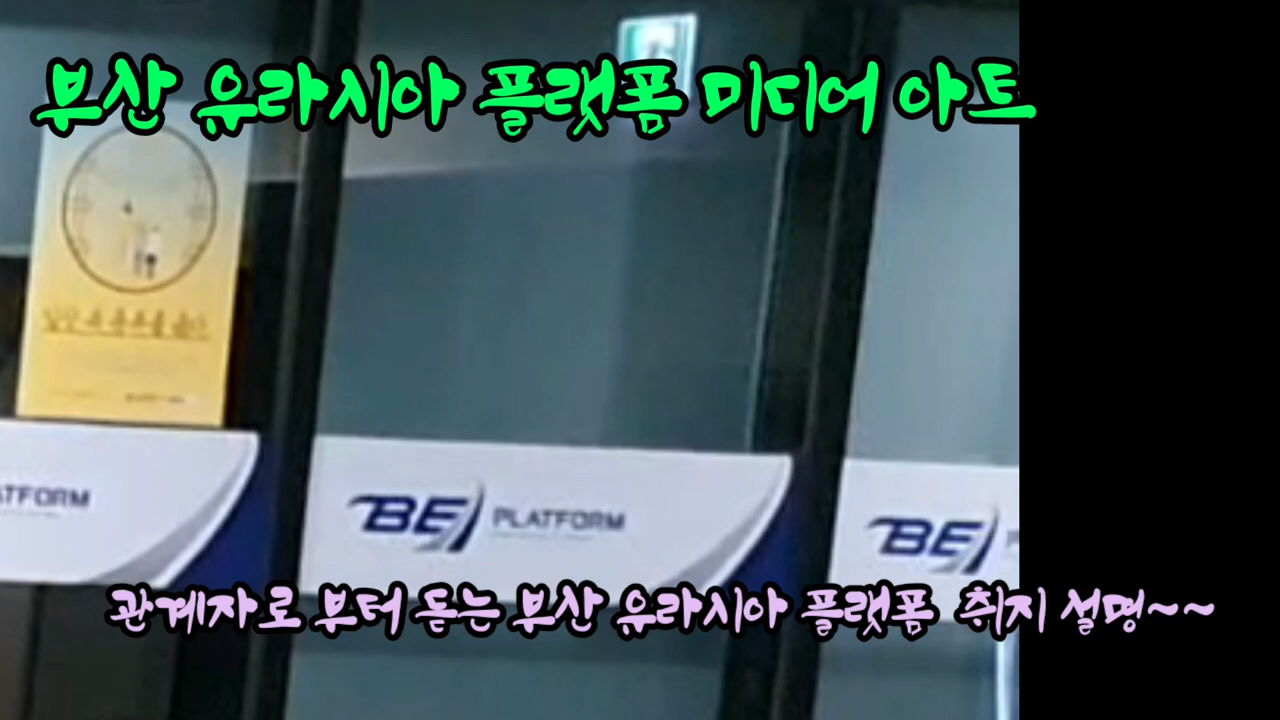 부산 유라시아 플랫폼 미디어 아트
ATFORM
BE PLATFORM
BE
관계자로 부터 듣는 부산 유라시아 플랫폼 취지 설명~~